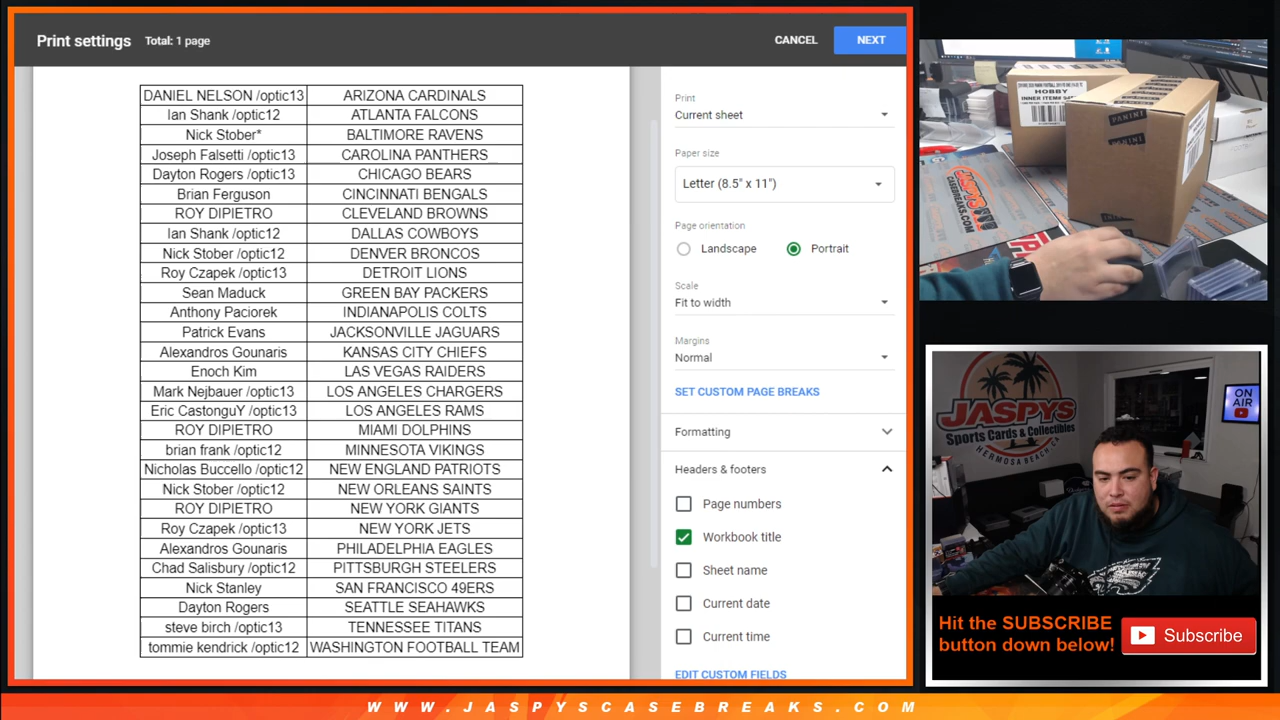 Print settings Total: 1 page CANCEL NEXT
DANIEL NELSON /optic13 ARIZONA CARDINALS
Ian Shank /optic12 ATLANTA FALCONS
Nick Stober* BALTIMORE RAVENS
Joseph Falsetti /optic13 CAROLINA PANTHERS
Dayton Rogers /optic13 CHICAGO BEARS
Brian Ferguson CINCINNATI BENGALS
ROY DIPIETRO CLEVELAND BROWNS
Ian Shank /optic12 DALLAS COWBOYS
Nick Stober /optic12 DENVER BRONCOS
Roy Czapek /optic13 DETROIT LIONS
Sean Maduck GREEN BAY PACKERS
Anthony Paciorek INDIANAPOLIS COLTS
Patrick Evans JACKSONVILLE JAGUARS
Alexandros Gounaris KANSAS CITY CHIEFS
Enoch Kim LAS VEGAS RAIDERS
Mark Nejbauer /optic13 LOS ANGELES CHARGERS
Eric CastonguY /optic13 LOS ANGELES RAMS
ROY DIPIETRO MIAMI DOLPHINS
brian frank /optic12 MINNESOTA VIKINGS
Nicholas Buccello /optic12 NEW ENGLAND PATRIOTS
Nick Stober /optic12 NEW ORLEANS SAINTS
ROY DIPIETRO NEW YORK GIANTS
Roy Czapek /optic13 NEW YORK JETS
Alexandros Gounaris PHILADELPHIA EAGLES
Chad Salisbury /optic12 PITTSBURGH STEELERS
Nick Stanley SAN FRANCISCO 49ERS
Dayton Rogers SEATTLE SEAHAWKS
steve birch /optic13 TENNESSEE TITANS
tommie kendrick /optic12 WASHINGTON FOOTBALL TEAM
Print
Current sheet
Paper size
Letter (8.5" x 11")
Page orientation
Landscape Portrait
Scale
Fit to width
Margins
Normal
SET CUSTOM PAGE BREAKS
Formatting
Headers & footers
Page numbers
Workbook title
Sheet name
Current date
Current time
EDIT CUSTOM FIELDS
HOBBY
PANINI
PANINI
JASPYS
CASEBREAKS.COM
JASPYS
Sports Cards & Collectibles
HERMOSA BEACH CA
ON
AIR
Hit the SUBSCRIBE
button down below!
Subscribe
WWW.JASPYSCASEBREAKS.COM